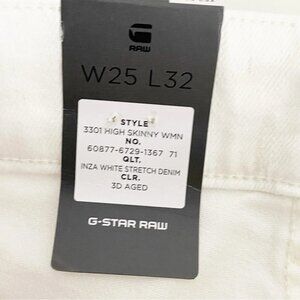 RAW
W25 L32
STYLE
3301 HIGH SKINNY WMN
NO.
60877-6729-1367 71
QLT.
INZA WHITE STRETCH DENIM
CLR.
3D AGED
G-STAR RAW